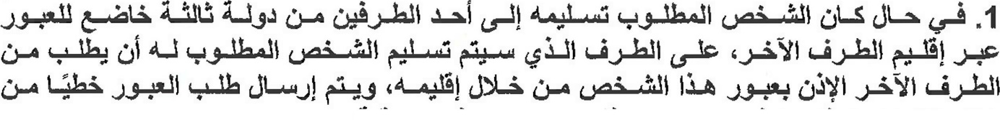 1. في حال كان الشخص المطلوب تسليمه إلى أحد الطرفين من دولة ثالثة خاضع للعبور
عبر إقليم الطرف الآخر، على الطرف الذي سيتم تسليم الشخص المطلوب له أن يطلب من
الطرف الآخر الإذن بعبور هذا الشخص من خلال إقليمه، ويتم إرسال طلب العبور خطيًا من